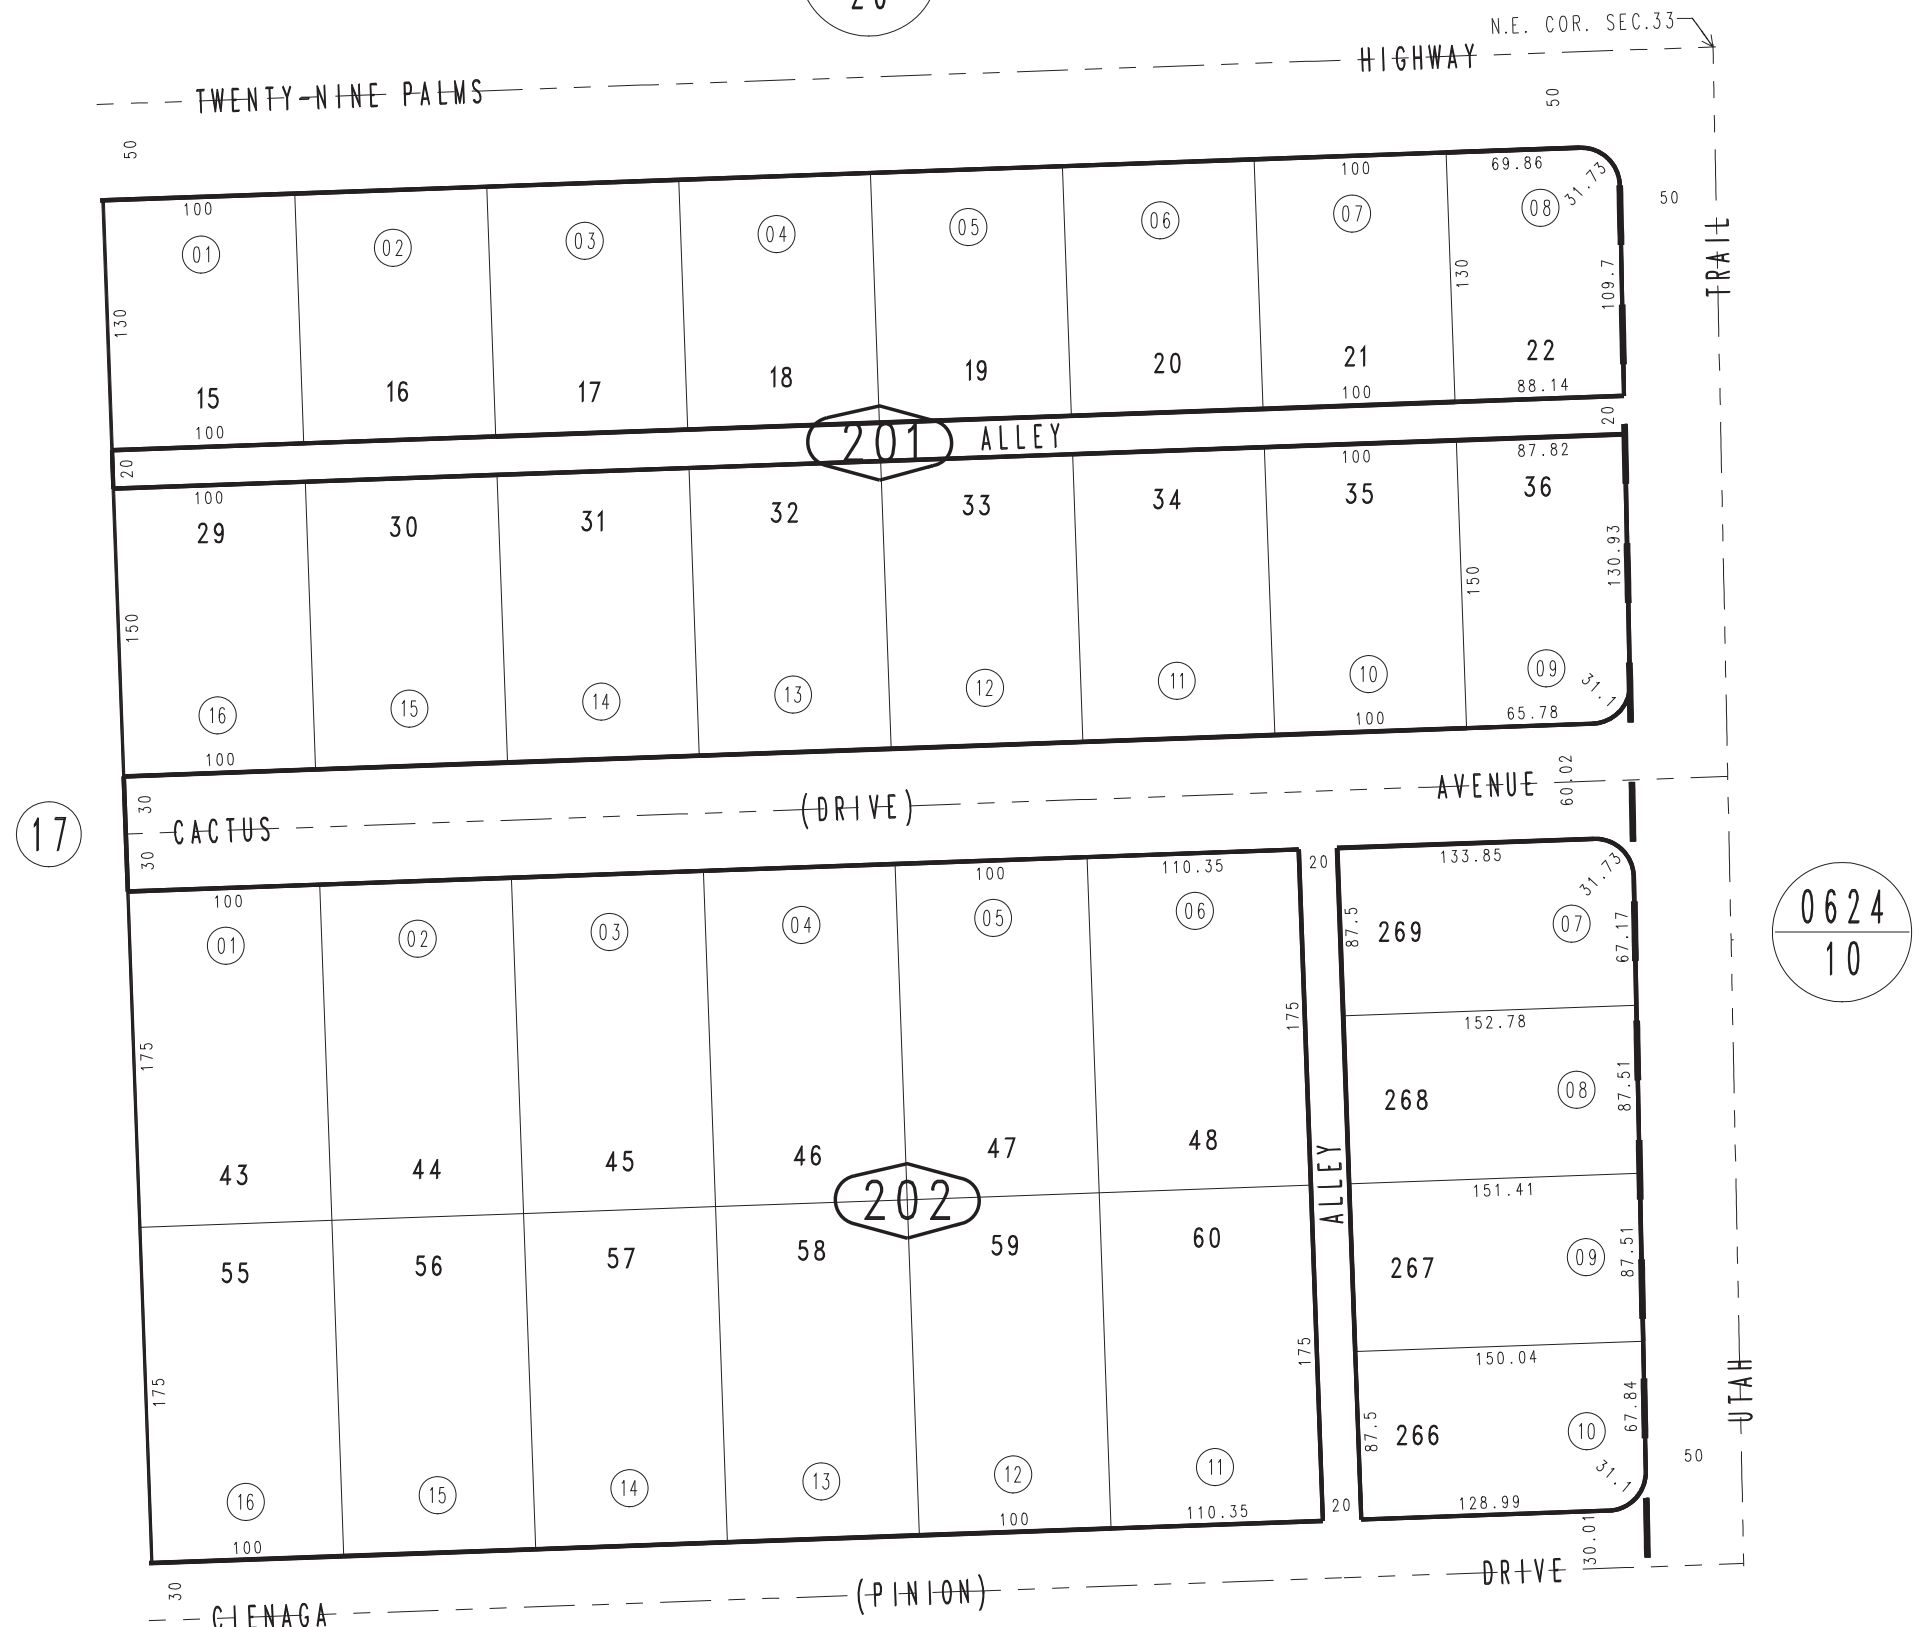 20
N.E. COR. SEC.33
TWENTY-NINE PALMS HIGHWAY
50 50
100 100 69.86 31.73
50
01 02 03 04 05 06 07 08
TRAIL
130 130 109.7
15 16 17 18 19 20 21 22
100 100 88.14
20 201 ALLEY 20
100 100 87.82
29 30 31 32 33 34 35 36
150 150 130.93
16 15 14 13 12 11 10 09
31.1
100 100 65.78
30 60.02
17 CACTUS (DRIVE) AVENUE
30
100 100 110.35 20 133.85 31.73
01 02 03 04 05 06 87.5 269 07 67.17
0624
10
175 175 152.78
268 08 87.51
43 44 45 46 47 48
202 ALLEY 151.41
55 56 57 58 59 60 267 09 87.51
175 175 150.04
UTAH
87.5 266 10 67.84
16 15 14 13 12 11 31.1 50
100 100 110.35 20 128.99
30 30.01
CIENAGA (PINION) DRIVE